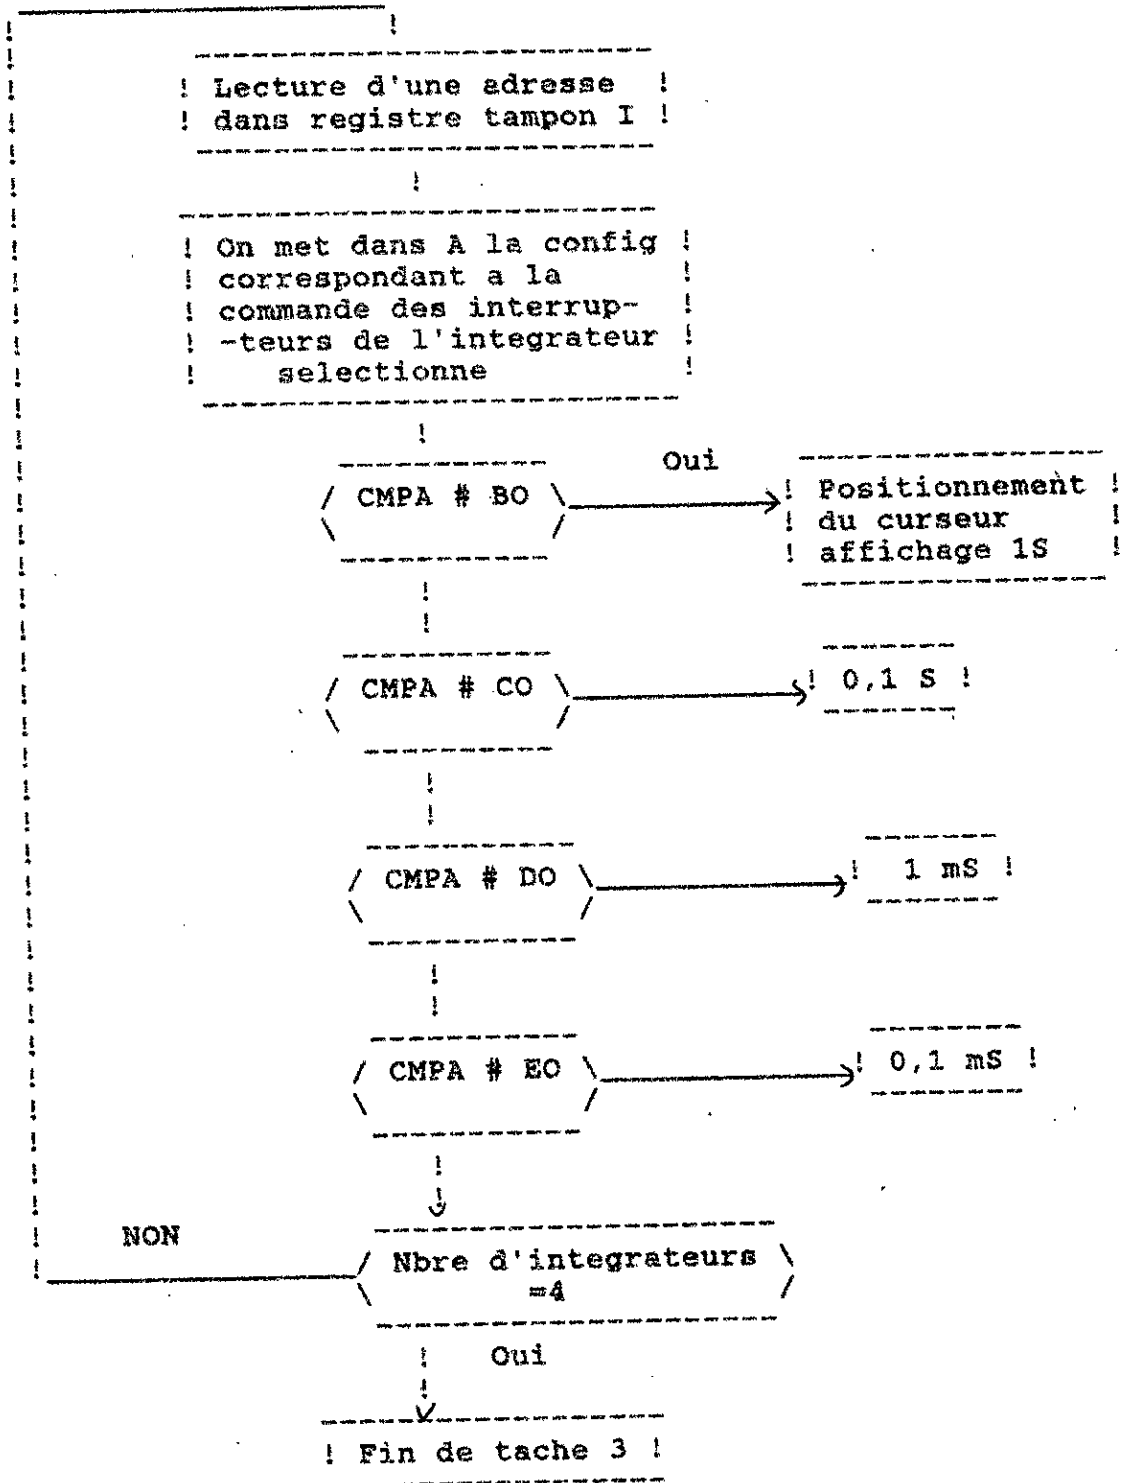 ! Lecture d'une adresse !
! dans registre tampon I !
! On met dans A la config !
! correspondant a la !
! commande des interrup- !
! -teurs de l'integrateur !
! selectionne !
Oui
/ CMPA # BO \
! Positionnement !
! du curseur !
! affichage 1S !
/ CMPA # CO \
! 0,1 S !
/ CMPA # DO \
! 1 mS !
/ CMPA # EO \
! 0,1 mS !
NON
/ Nbre d'integrateurs \
=4
Oui
! Fin de tache 3 !